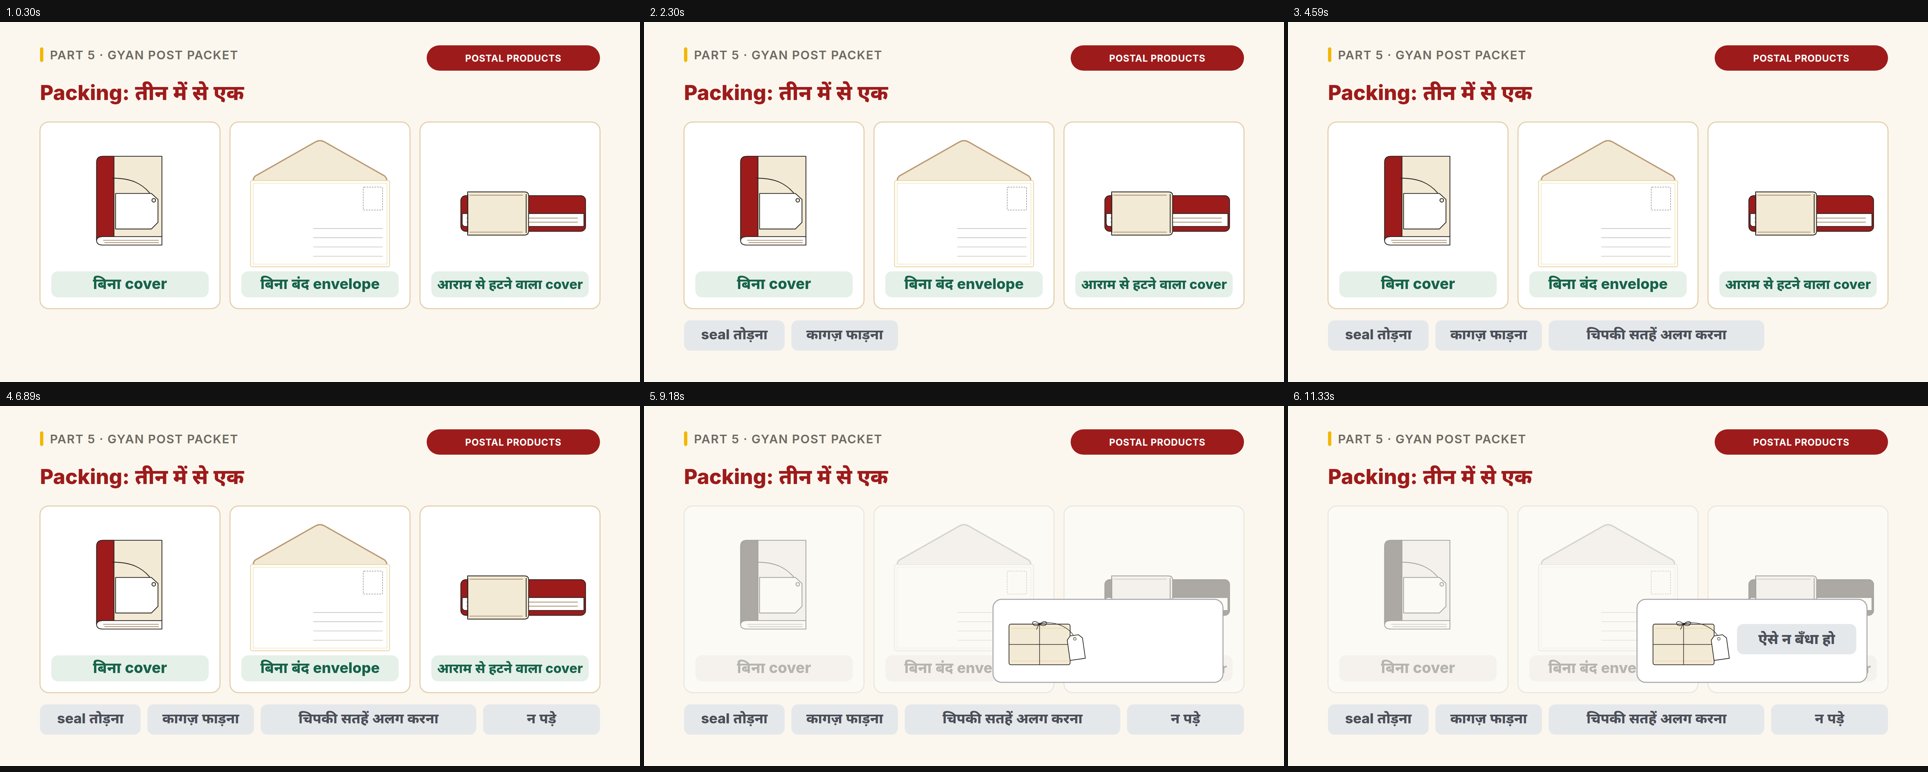 1. 0.30s
PART 5 · GYAN POST PACKET
POSTAL PRODUCTS
Packing: तीन में से एक
बिना cover
बिना बंद envelope
आराम से हटने वाला cover
2. 2.30s
PART 5 · GYAN POST PACKET
POSTAL PRODUCTS
Packing: तीन में से एक
बिना cover
बिना बंद envelope
आराम से हटने वाला cover
seal तोड़ना
कागज़ फाड़ना
3. 4.59s
PART 5 · GYAN POST PACKET
POSTAL PRODUCTS
Packing: तीन में से एक
बिना cover
बिना बंद envelope
आराम से हटने वाला cover
seal तोड़ना
कागज़ फाड़ना
चिपकी सतहें अलग करना
4. 6.89s
PART 5 · GYAN POST PACKET
POSTAL PRODUCTS
Packing: तीन में से एक
बिना cover
बिना बंद envelope
आराम से हटने वाला cover
seal तोड़ना
कागज़ फाड़ना
चिपकी सतहें अलग करना
न पड़े
5. 9.18s
PART 5 · GYAN POST PACKET
POSTAL PRODUCTS
Packing: तीन में से एक
बिना cover
बिना बंद enve
seal तोड़ना
कागज़ फाड़ना
चिपकी सतहें अलग करना
न पड़े
6. 11.33s
PART 5 · GYAN POST PACKET
POSTAL PRODUCTS
Packing: तीन में से एक
ऐसे न बँधा हो
बिना cover
बिना बंद enve
seal तोड़ना
कागज़ फाड़ना
चिपकी सतहें अलग करना
न पड़े